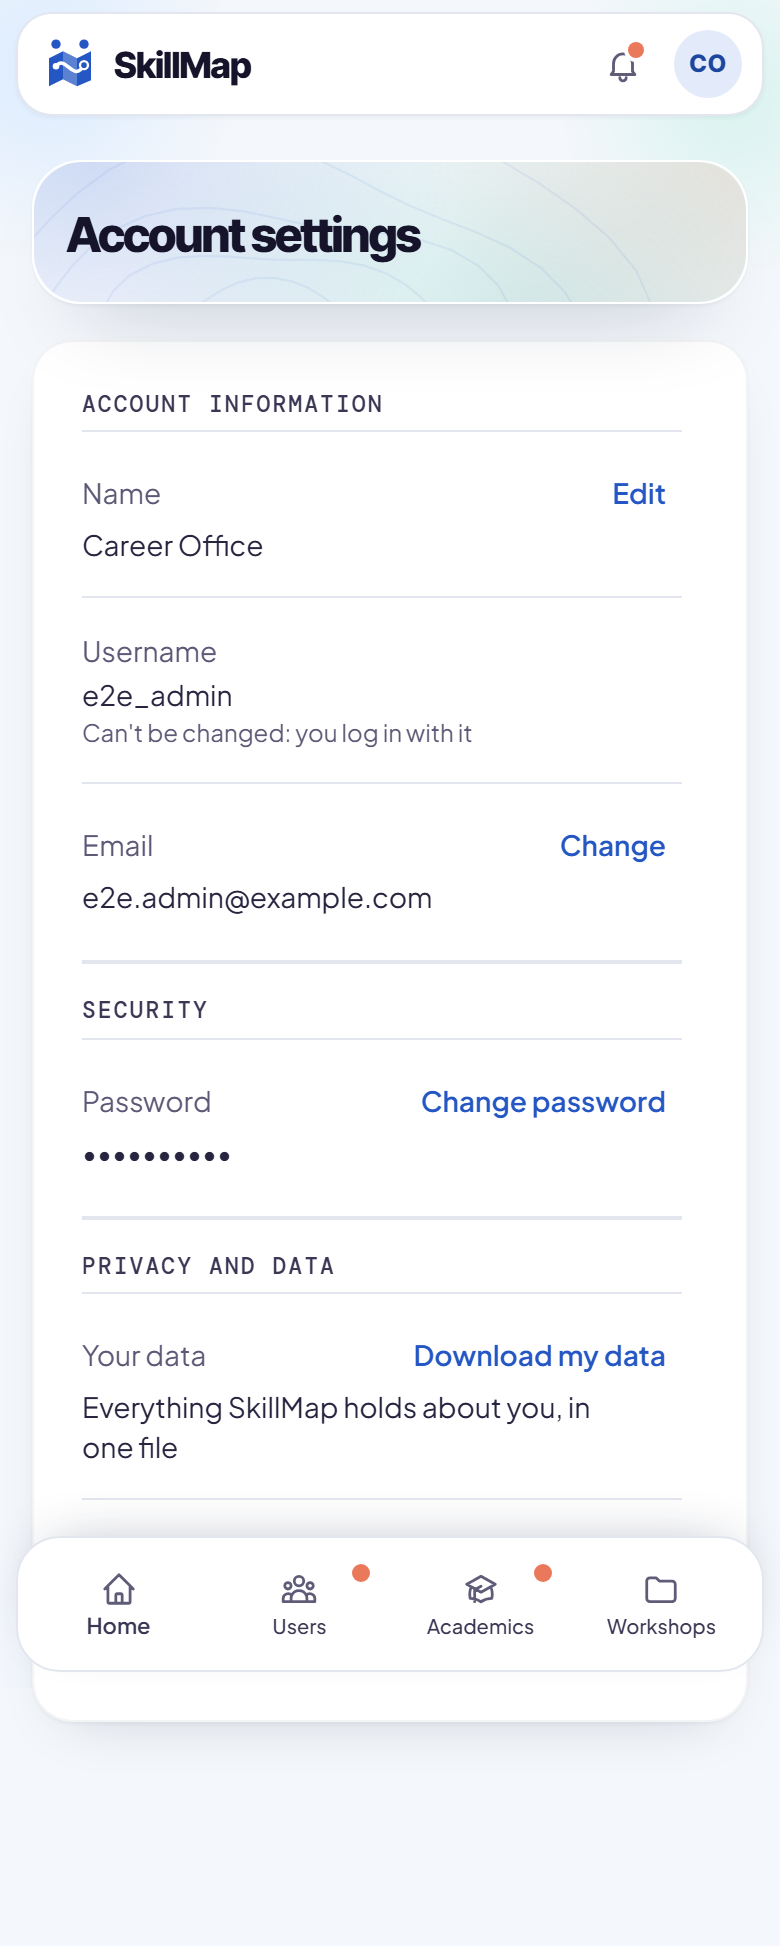 SkillMap
CO
Account settings
ACCOUNT INFORMATION
Name
Edit
Career Office
Username
e2e_admin
Can't be changed: you log in with it
Email
Change
e2e.admin@example.com
SECURITY
Password
Change password
••••••••••
PRIVACY AND DATA
Your data
Download my data
Everything SkillMap holds about you, in
one file
Home
Users
Academics
Workshops